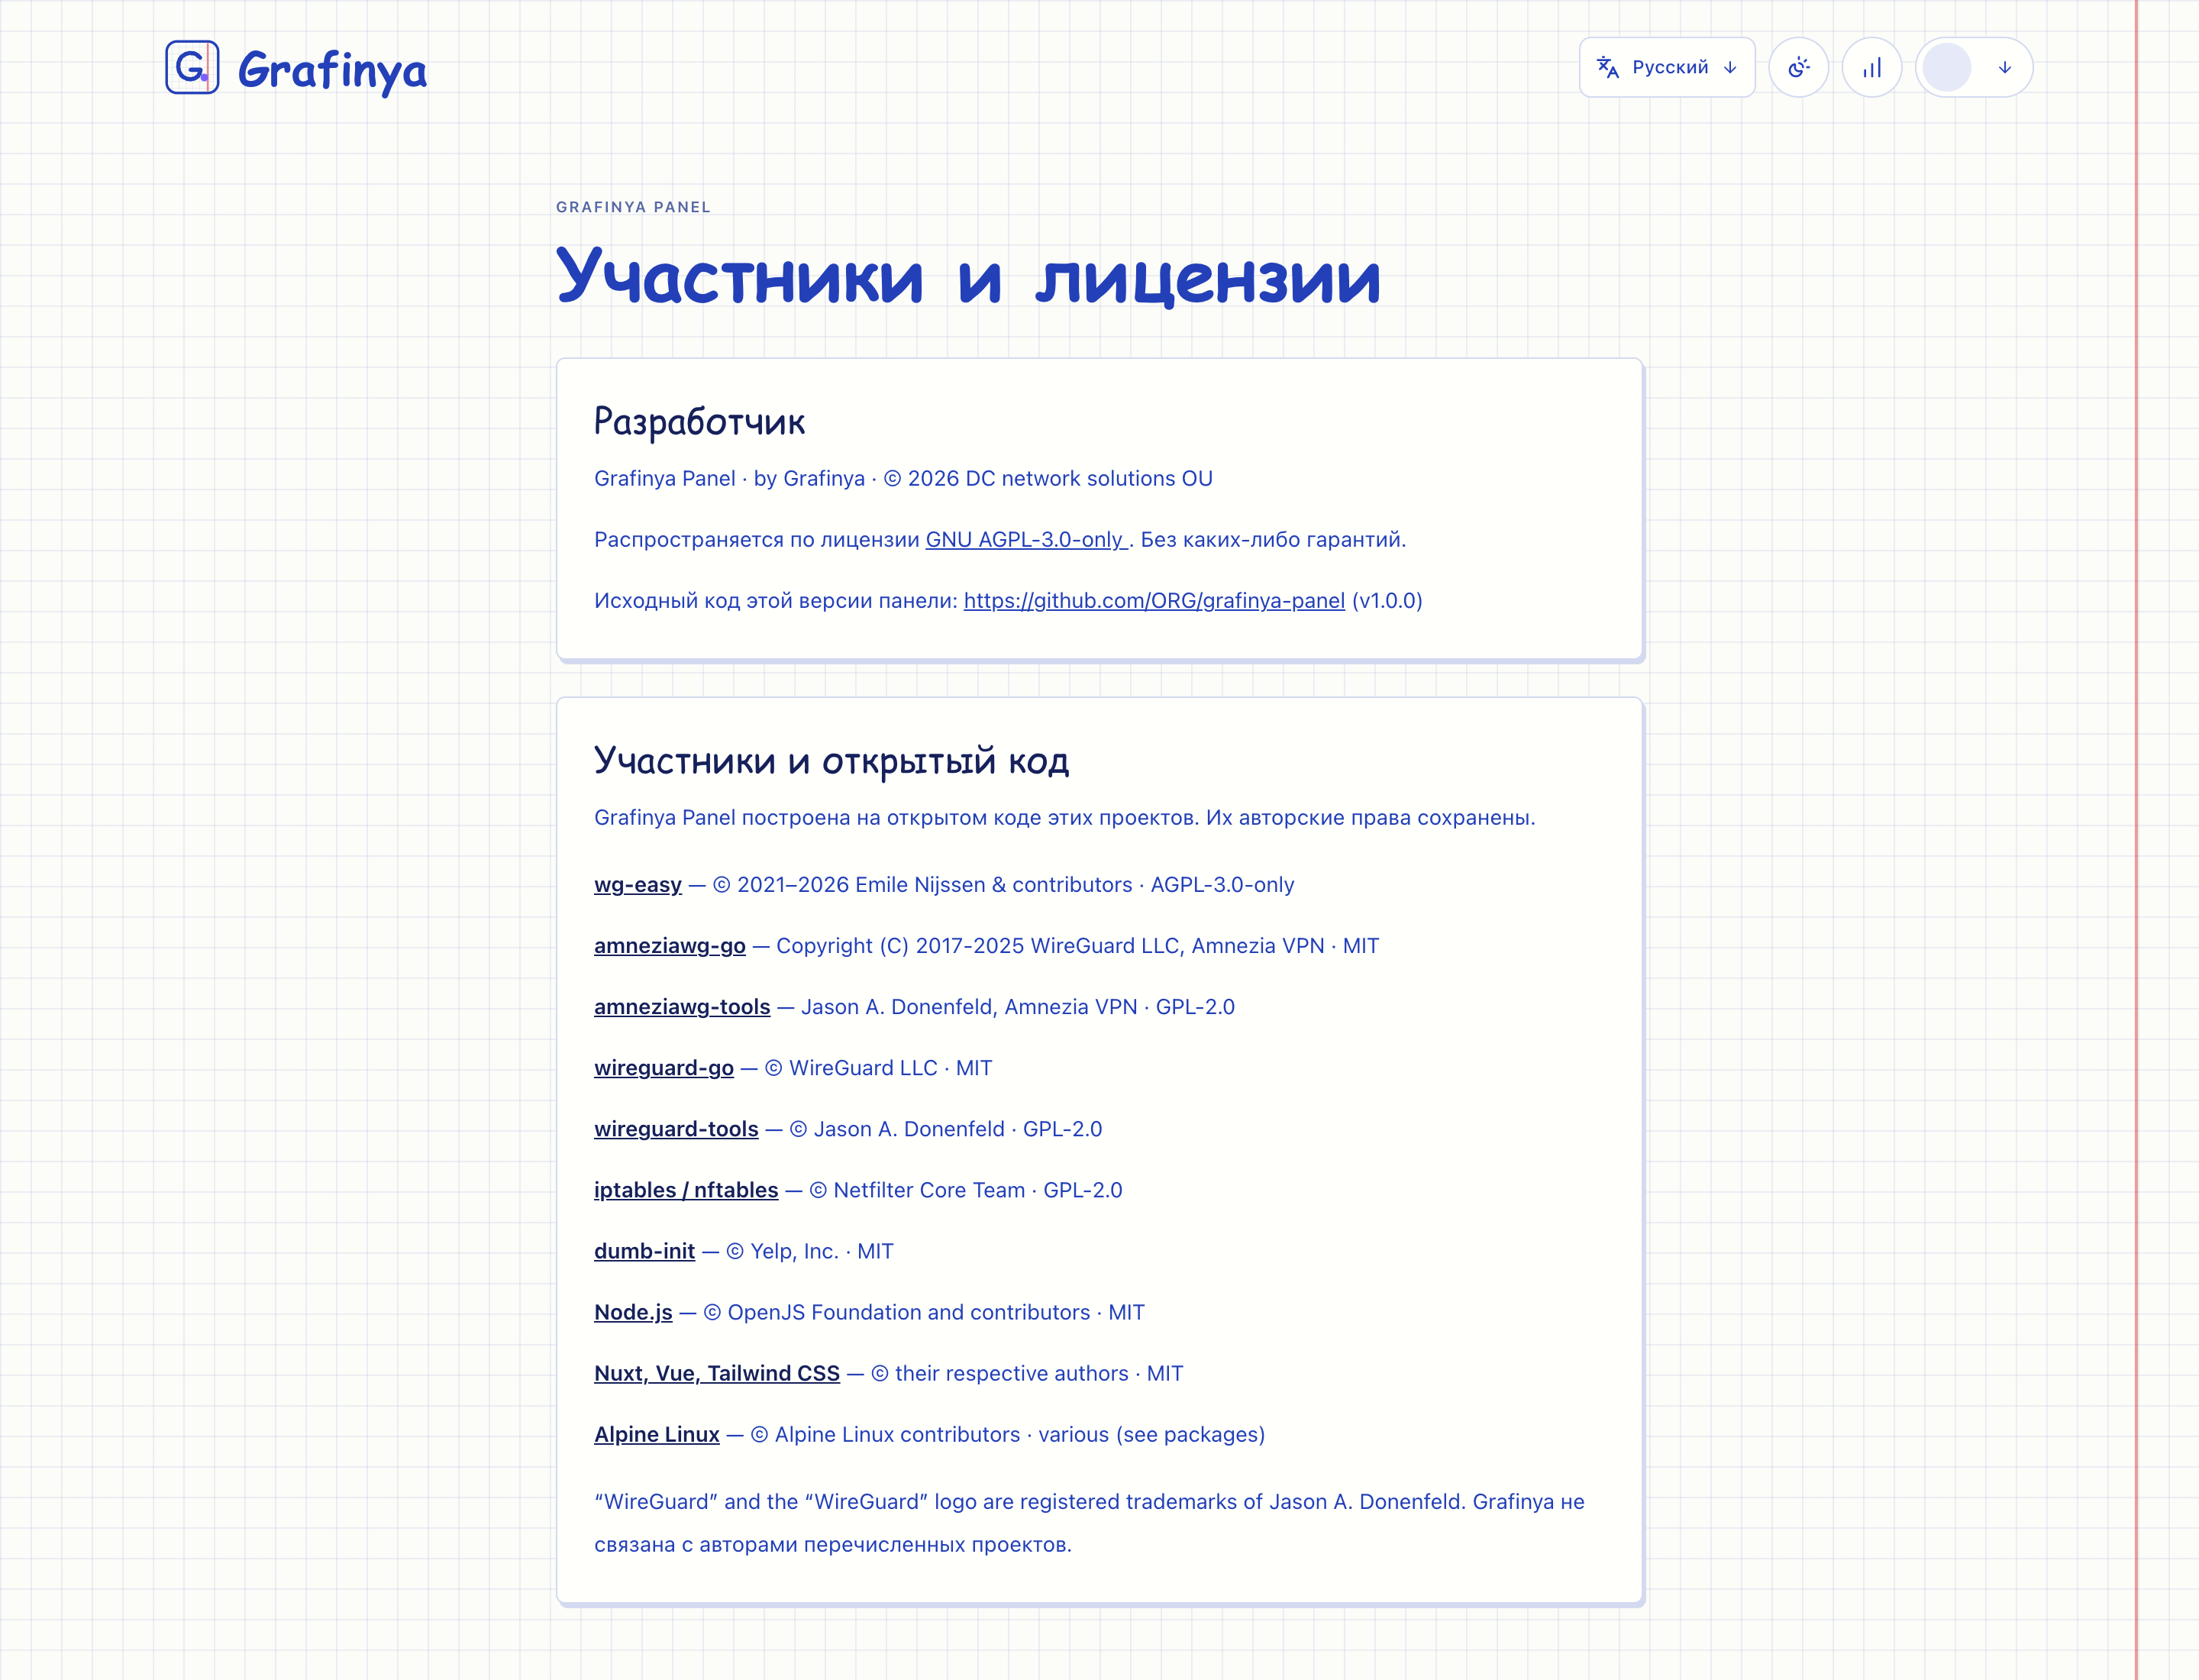 G.
Grafinya
Русский
GRAFINYA PANEL
Участники и лицензии
Разработчик
Grafinya Panel · by Grafinya · © 2026 DC network solutions OU
Распространяется по лицензии GNU AGPL-3.0-only . Без каких-либо гарантий.
Исходный код этой версии панели: https://github.com/ORG/grafinya-panel (v1.0.0)
Участники и открытый код
Grafinya Panel построена на открытом коде этих проектов. Их авторские права сохранены.
wg-easy — © 2021–2026 Emile Nijssen & contributors · AGPL-3.0-only
amneziawg-go — Copyright (C) 2017-2025 WireGuard LLC, Amnezia VPN · MIT
amneziawg-tools — Jason A. Donenfeld, Amnezia VPN · GPL-2.0
wireguard-go — © WireGuard LLC · MIT
wireguard-tools — © Jason A. Donenfeld · GPL-2.0
iptables / nftables — © Netfilter Core Team · GPL-2.0
dumb-init — © Yelp, Inc. · MIT
Node.js — © OpenJS Foundation and contributors · MIT
Nuxt, Vue, Tailwind CSS — © their respective authors · MIT
Alpine Linux — © Alpine Linux contributors · various (see packages)
“WireGuard” and the “WireGuard” logo are registered trademarks of Jason A. Donenfeld. Grafinya не
связана с авторами перечисленных проектов.